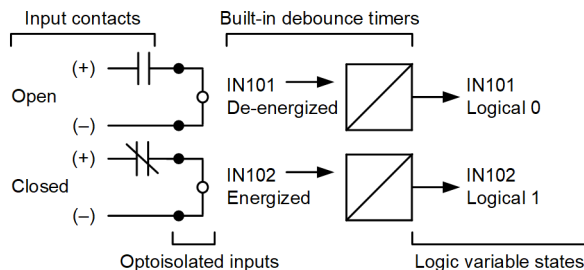 Input contacts
Built-in debounce timers
(+)
Open
(–)
IN101
De-energized
IN101
Logical 0
(+)
Closed
(–)
IN102
Energized
IN102
Logical 1
Optoisolated inputs
Logic variable states